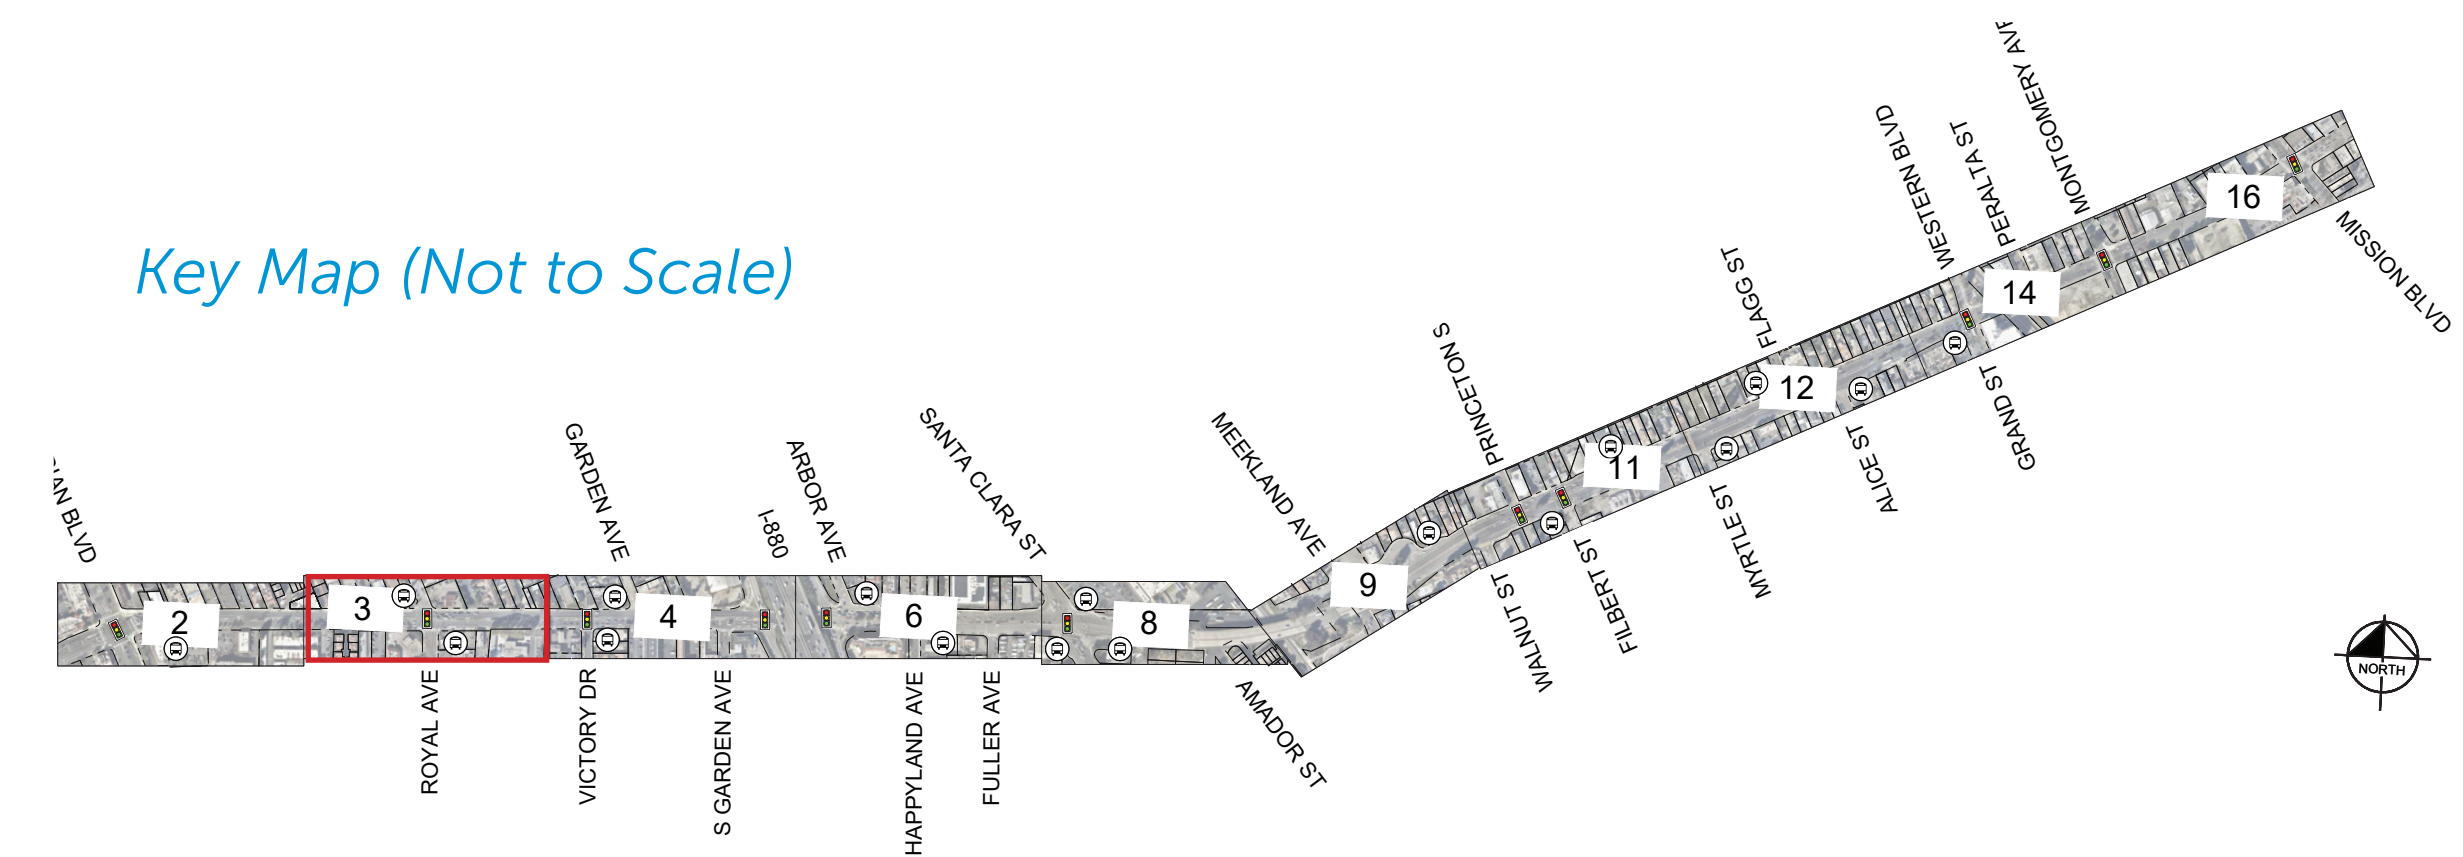 Key Map (Not to Scale)
BLVD
GARDEN AVE
I-880
ARBOR AVE
SANTA CLARA ST
MEEKLAND AVE
PRINCETON S
FLAGG ST
WESTERN BLVD
PERALTA ST
MONTGOMERY AVE
2
3
4
6
8
9
11
12
14
16
ROYAL AVE
VICTORY DR
S GARDEN AVE
HAPPYLAND AVE
FULLER AVE
AMADOR ST
WALNUT ST
FILBERT ST
MYRTLE ST
ALICE ST
GRAND ST
MISSION BLVD
NORTH